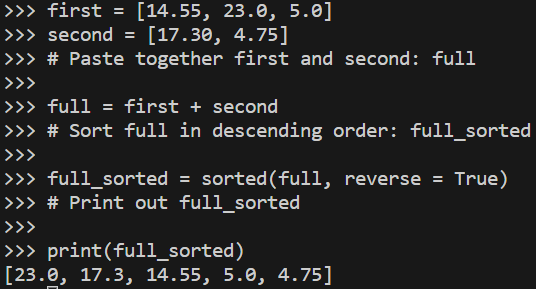 >>> first = [14.55, 23.0, 5.0]
>>> second = [17.30, 4.75]
>>> # Paste together first and second: full
>>>
>>> full = first + second
>>> # Sort full in descending order: full_sorted
>>>
>>> full_sorted = sorted(full, reverse = True)
>>> # Print out full_sorted
>>>
>>> print(full_sorted)
[23.0, 17.3, 14.55, 5.0, 4.75]